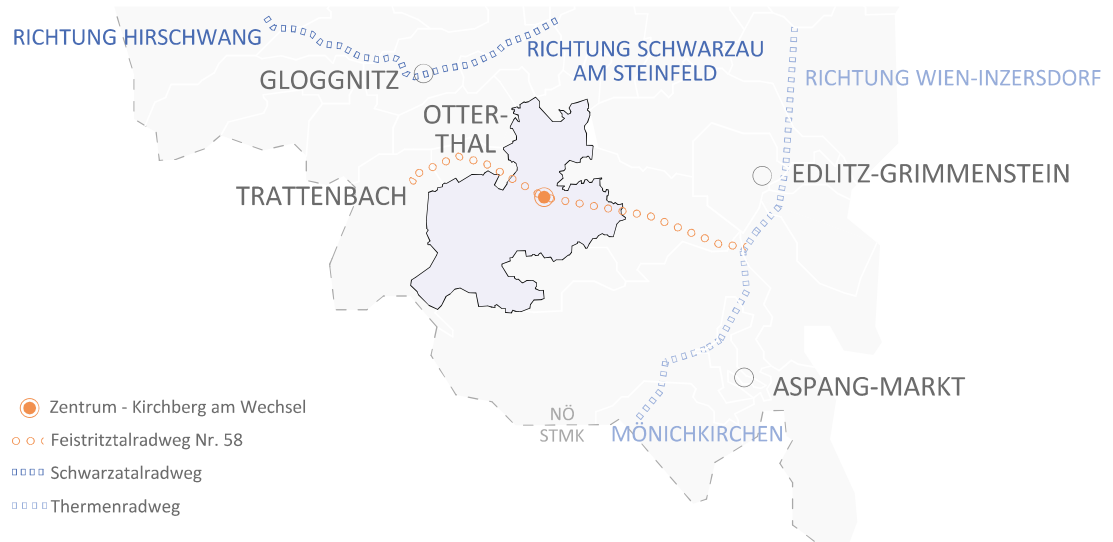 RICHTUNG HIRSCHWANG
RICHTUNG SCHWARZAU
AM STEINFELD
GLOGGNITZ
RICHTUNG WIEN-INZERSDORF
OTTER-
THAL
EDLITZ-GRIMMENSTEIN
TRATTENBACH
ASPANG-MARKT
NÖ
STMK
MÖNICHKIRCHEN
Zentrum - Kirchberg am Wechsel
Feistritztalradweg Nr. 58
Schwarzatalradweg
Thermenradweg